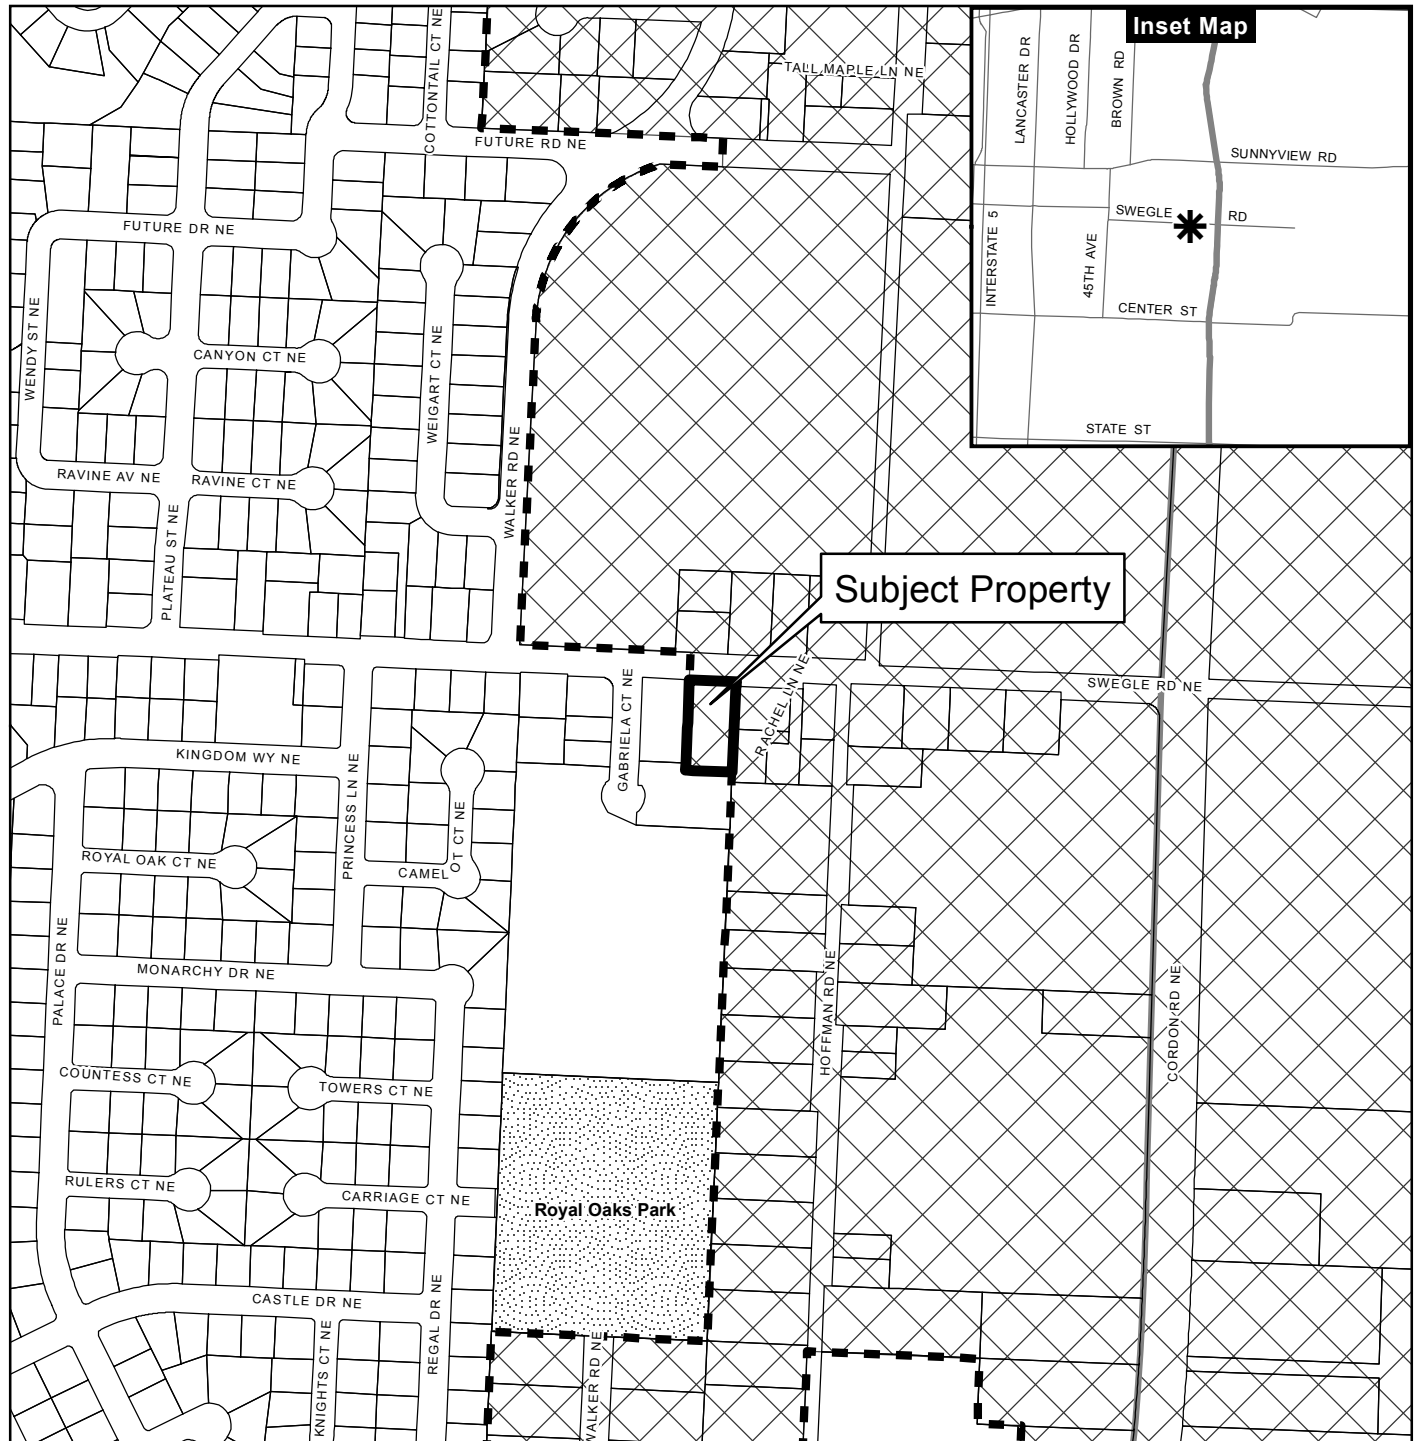 Inset Map
COTTONTAIL CT NE
TALL MAPLE LN NE
FUTURE RD NE
LANCASTER DR
HOLLYWOOD DR
BROWN RD
SUNNYVIEW RD
SWEGLE
RD
INTERSTATE 5
45TH AVE
CENTER ST
STATE ST
FUTURE DR NE
WENDY ST NE
CANYON CT NE
WEIGART CT NE
WALKER RD NE
RAVINE AV NE
RAVINE CT NE
PLATEAU ST NE
Subject Property
SWEGLE RD NE
RACHEL LN NE
GABRIELA CT NE
KINGDOM WY NE
PRINCESS LN NE
ROYAL OAK CT NE
CAMELOT CT NE
PALACE DR NE
MONARCHY DR NE
HOFFMAN RD NE
CORDON RD NE
COUNTESS CT NE
TOWERS CT NE
RULERS CT NE
CARRIAGE CT NE
Royal Oaks Park
CASTLE DR NE
REGAL DR NE
KNIGHTS CT NE
WALKER RD NE